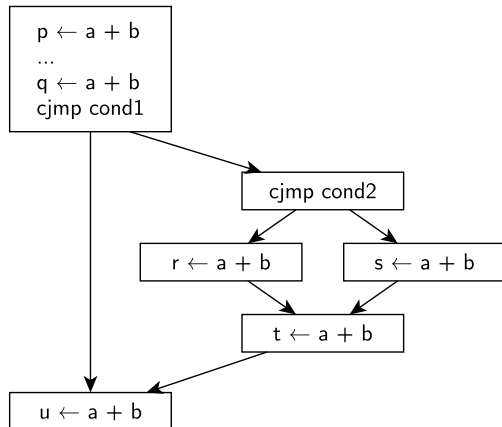 p ← a + b
...
q ← a + b
cjmp cond1
cjmp cond2
r ← a + b
s ← a + b
t ← a + b
u ← a + b